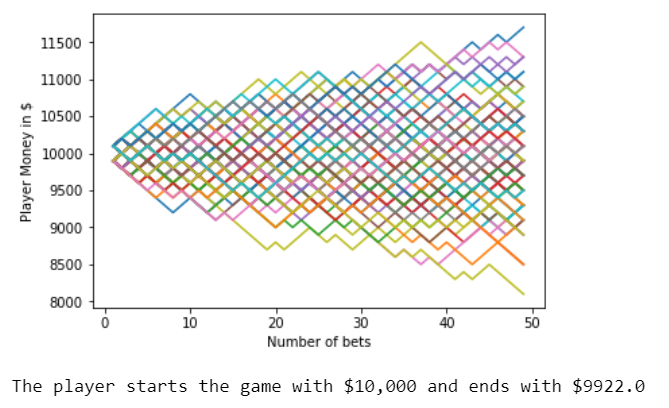 11500
11000
10500
10000
9500
9000
8500
8000
Player Money in $
0 10 20 30 40 50
Number of bets
The player starts the game with $10,000 and ends with $9922.0